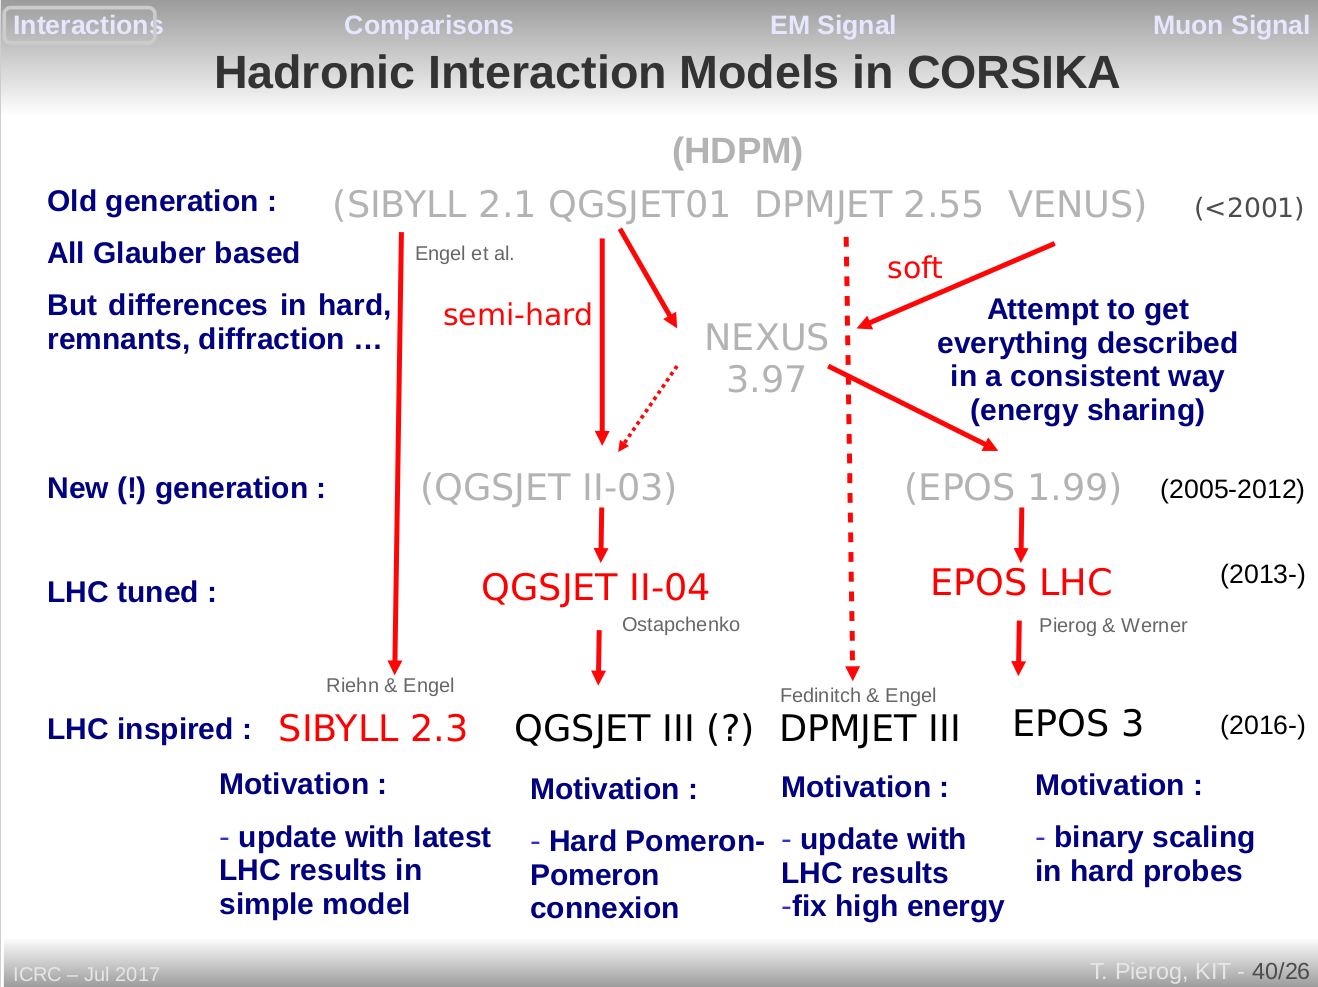 Interactions Comparisons EM Signal Muon Signal
Hadronic Interaction Models in CORSIKA
(HDPM)
Old generation : (SIBYLL 2.1 QGSJET01 DPMJET 2.55 VENUS) (<2001)
All Glauber based
Engel et al.
soft
But differences in hard,
remnants, diffraction …
semi-hard
NEXUS
3.97
Attempt to get
everything described
in a consistent way
(energy sharing)
New (!) generation : (QGSJET II-03) (EPOS 1.99) (2005-2012)
LHC tuned : QGSJET II-04 EPOS LHC (2013-)
Ostapchenko Pierog & Werner
Riehn & Engel Fedinitch & Engel
LHC inspired : SIBYLL 2.3 QGSJET III (?) DPMJET III EPOS 3 (2016-)
Motivation :
- update with latest
LHC results in
simple model
Motivation :
- Hard Pomeron-
Pomeron
connexion
Motivation :
- update with
LHC results
-fix high energy
Motivation :
- binary scaling
in hard probes
ICRC – Jul 2017 T. Pierog, KIT - 40/26